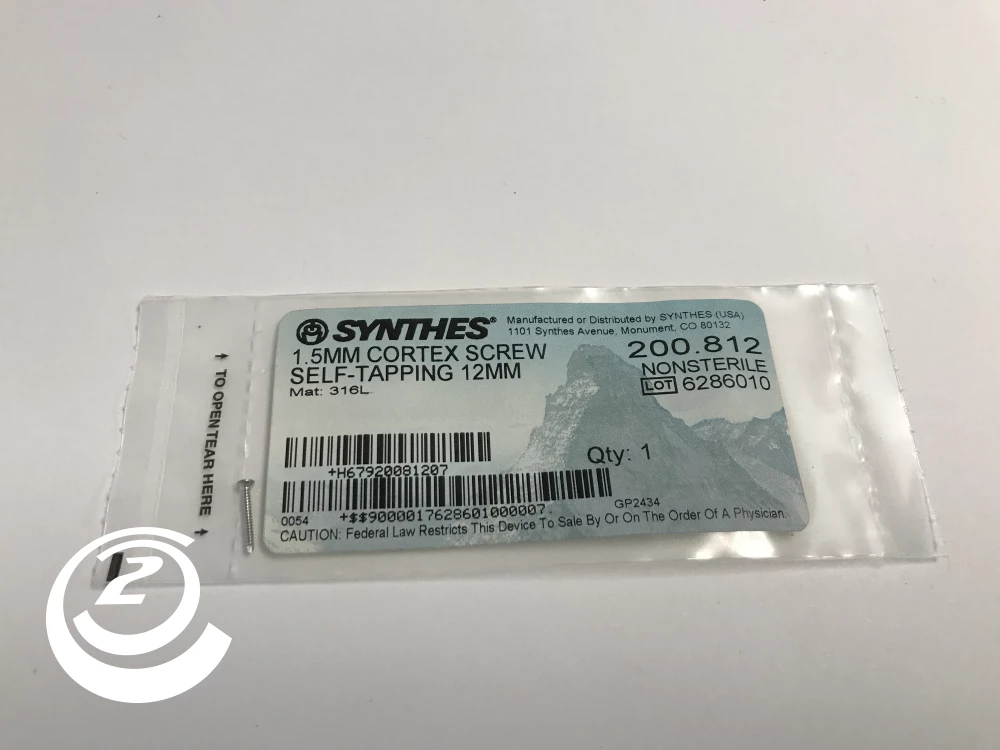 SYNTHES®
Manufactured or Distributed by SYNTHES (USA)
1101 Synthes Avenue, Monument, CO 80132
1.5MM CORTEX SCREW
SELF-TAPPING 12MM
Mat: 316L
200.812
NONSTERILE
LOT 6286010
Qty: 1
+H67920081207
GP2434
0054 +$$9000017628601000007
CAUTION: Federal Law Restricts This Device To Sale By Or On The Order Of A Physician.
TO OPEN TEAR HERE
2